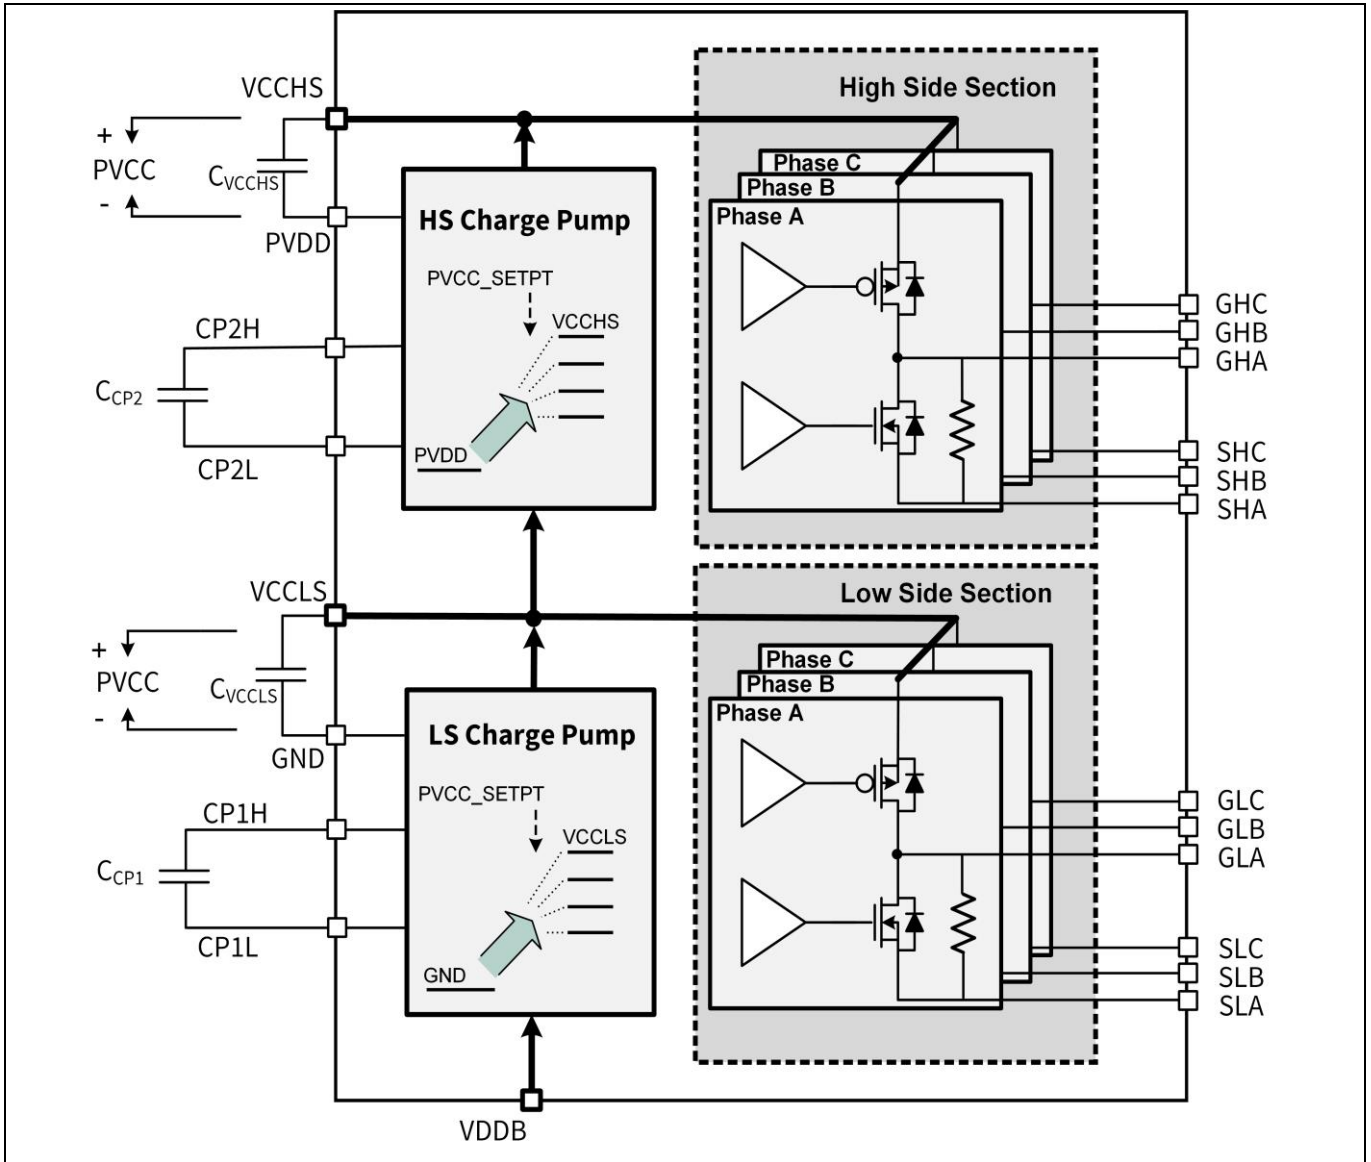 VCCHS
+
PVCC
-
CVCCHS
PVDD
CP2H
CCP2
CP2L
HS Charge Pump
PVCC_SETPT
VCCHS
PVDD
High Side Section
Phase C
Phase B
Phase A
GHC
GHB
GHA
SHC
SHB
SHA
VCCLS
+
PVCC
-
CVCCLS
GND
CP1H
CCP1
CP1L
LS Charge Pump
PVCC_SETPT
VCCLS
GND
Low Side Section
Phase C
Phase B
Phase A
GLC
GLB
GLA
SLC
SLB
SLA
VDDB